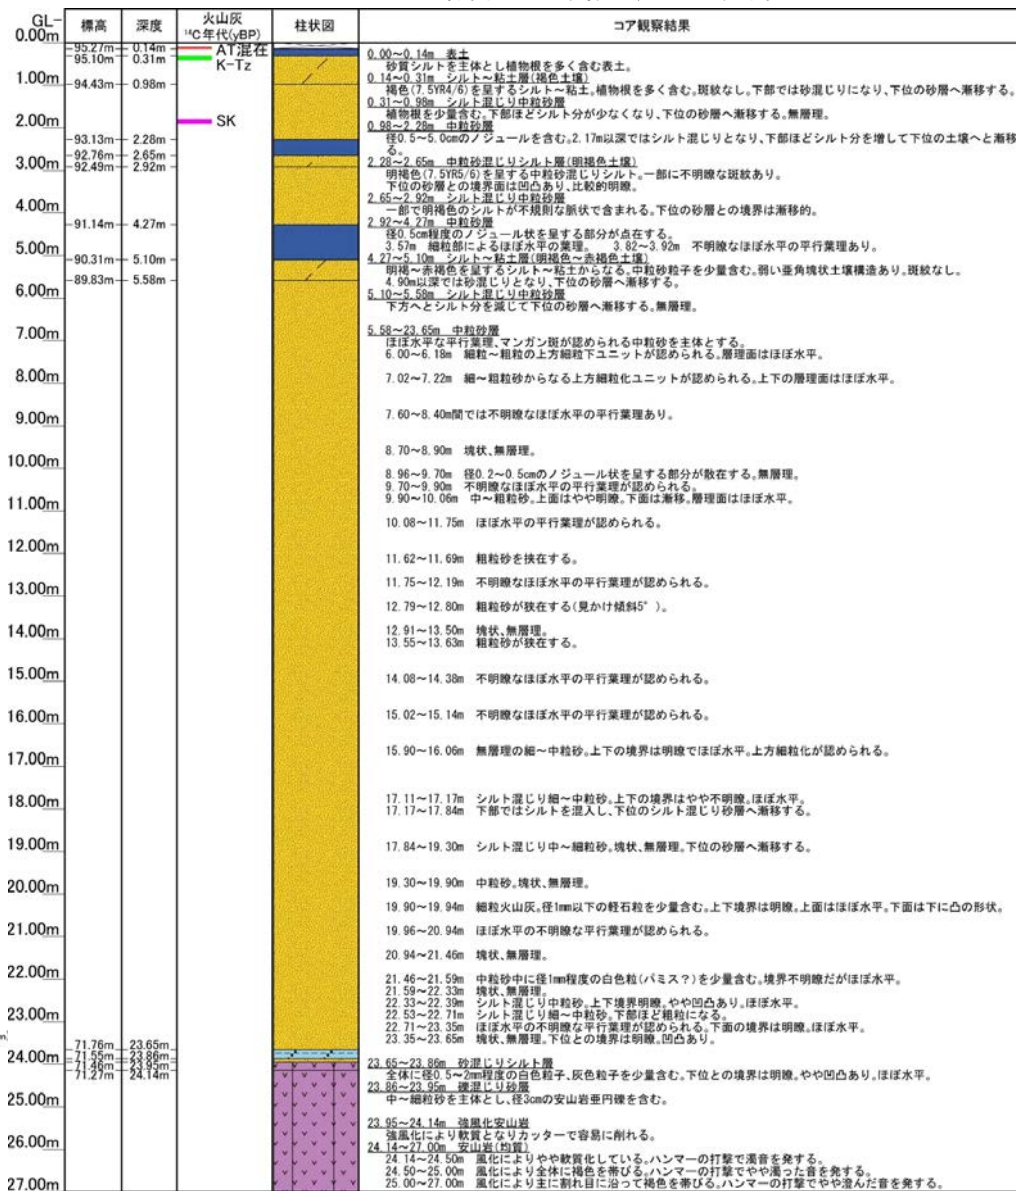 GL-
0.00m
標高
深度
火山灰
¹⁴C年代(yBP)
柱状図
コア観察結果
95.27m 0.14m AT混在
95.10m 0.31m K-Tz
94.43m 0.98m
SK
93.13m 2.28m
92.76m 2.65m
92.49m 2.92m
91.14m 4.27m
90.31m 5.10m
89.83m 5.58m
71.76m 23.65m
71.55m 23.86m
71.46m 23.95m
71.27m 24.14m
1.00m
2.00m
3.00m
4.00m
5.00m
6.00m
7.00m
8.00m
9.00m
10.00m
11.00m
12.00m
13.00m
14.00m
15.00m
16.00m
17.00m
18.00m
19.00m
20.00m
21.00m
22.00m
23.00m
24.00m
25.00m
26.00m
27.00m
0.00～0.14m 表土
砂質シルトを主体とし植物根を多く含む表土。
0.14～0.31m シルト～粘土層(褐色土壌)
褐色(7.5YR4/6)を呈するシルト～粘土。植物根を多く含む。斑紋なし。下部では砂混じりになり、下位の砂層へ漸移する。
0.31～0.98m シルト混じり中粒砂層
植物根を少量含む。下部ほどシルト分が少なくなり、下位の砂層へ漸移する。無層理。
0.98～2.28m 中粒砂層
径0.5～5.0cmのノジュールを含む。2.17m以深ではシルト混じりとなり、下部ほどシルト分を増して下位の土壌へと漸移
る。
2.28～2.65m 中粒砂混じりシルト層(明褐色土壌)
明褐色(7.5YR5/6)を呈する中粒砂混じりシルト。一部に不明瞭な斑紋あり。
下位の砂層との境界面は凹凸あり、比較的明瞭。
2.65～2.92m シルト混じり中粒砂層
一部で明褐色のシルトが不規則な脈状で含まれる。下位の砂層との境界は漸移的。
2.92～4.27m 中粒砂層
径0.5cm程度のノジュール状を呈する部分が点在する。
3.57m 細粒部によるほぼ水平の葉理。 3.82～3.92m 不明瞭なほぼ水平の平行葉理あり。
4.27～5.10m シルト～粘土層(明褐色～赤褐色土壌)
明褐～赤褐色を呈するシルト～粘土からなる。中粒砂粒子を少量含む。弱い亜角塊状土壌構造あり。斑紋なし。
4.90m以深では砂混じりとなり、下位の砂層へ漸移する。
5.10～5.58m シルト混じり中粒砂層
下方へとシルト分を減じて下位の砂層へ漸移する。無層理。
5.58～23.65m 中粒砂層
ほぼ水平な平行葉理、マンガン斑が認められる中粒砂を主体とする。
6.00～6.18m 細粒～粗粒の上方細粒下ユニットが認められる。層理面はほぼ水平。
7.02～7.22m 細～粗粒砂からなる上方細粒化ユニットが認められる。上下の層理面はほぼ水平。
7.60～8.40m間では不明瞭なほぼ水平の平行葉理あり。
8.70～8.90m 塊状、無層理。
8.96～9.70m 径0.2～0.5cmのノジュール状を呈する部分が散在する。無層理。
9.70～9.90m 不明瞭なほぼ水平の平行葉理が認められる。
9.90～10.06m 中～粗粒砂。上面はやや明瞭。下面は漸移。層理面はほぼ水平。
10.08～11.75m ほぼ水平の平行葉理が認められる。
11.62～11.69m 粗粒砂を挟在する。
11.75～12.19m 不明瞭なほぼ水平の平行葉理が認められる。
12.79～12.80m 粗粒砂が狭在する(見かけ傾斜5°)。
12.91～13.50m 塊状、無層理。
13.55～13.63m 粗粒砂が狭在する。
14.08～14.38m 不明瞭なほぼ水平の平行葉理が認められる。
15.02～15.14m 不明瞭なほぼ水平の平行葉理が認められる。
15.90～16.06m 無層理の細～中粒砂。上下の境界は明瞭でほぼ水平。上方細粒化が認められる。
17.11～17.17m シルト混じり細～中粒砂。上下の境界はやや不明瞭。ほぼ水平。
17.17～17.84m 下部ではシルトを混入し、下位のシルト混じり砂層へ漸移する。
17.84～19.30m シルト混じり中～細粒砂。塊状、無層理。下位の砂層へ漸移する。
19.30～19.90m 中粒砂。塊状、無層理。
19.90～19.94m 細粒火山灰。径1mm以下の軽石粒を少量含む。上下境界は明瞭。上面はほぼ水平。下面は下に凸の形状。
19.96～20.94m ほぼ水平の不明瞭な平行葉理が認められる。
20.94～21.46m 塊状、無層理。
21.46～21.59m 中粒砂中に径1mm程度の白色粒(パミス?)を少量含む。境界不明瞭だがほぼ水平。
21.59～22.33m 塊状、無層理。
22.33～22.39m シルト混じり中粒砂。上下境界明瞭。やや凹凸あり。ほぼ水平。
22.53～22.71m シルト混じり細～中粒砂。下部ほど粗粒になる。
22.71～23.35m ほぼ水平の不明瞭な平行葉理が認められる。下面の境界は明瞭。ほぼ水平。
23.35～23.65m 塊状、無層理。下位との境界は明瞭。凹凸あり。
23.65～23.86m 砂混じりシルト層
全体に径0.5～2mm程度の白色粒子、灰色粒子を少量含む。下位との境界は明瞭。やや凹凸あり。ほぼ水平。
23.86～23.95m 礫混じり砂層
中～細粒砂を主体とし、径3cmの安山岩亜円礫を含む。
23.95～24.14m 強風化安山岩
強風化により軟質となりカッターで容易に削れる。
24.14～27.00m 安山岩(均質)
24.14～24.50m 風化によりやや軟質化している。ハンマーの打撃で濁音を発する。
24.50～25.00m 風化により全体に褐色を帯びる。ハンマーの打撃でやや濁った音を発する。
25.00～27.00m 風化により主に割れ目に沿って褐色を帯びる。ハンマーの打撃でやや澄んだ音を発する。